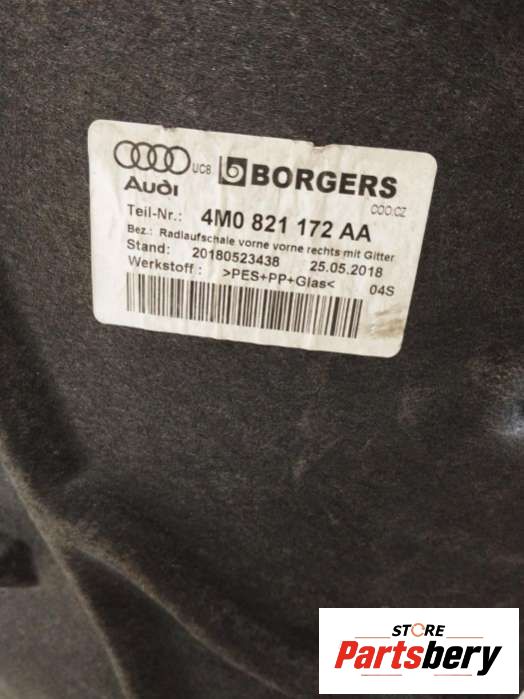 UCB BORGERS
Audi
COO:CZ
Teil-Nr.: 4M0 821 172 AA
Bez.: Radlaufschale vorne vorne rechts mit Gitter
Stand: 20180523438 25.05.2018
Werkstoff: >PES+PP+Glas< 04S
STORE
Partsbery